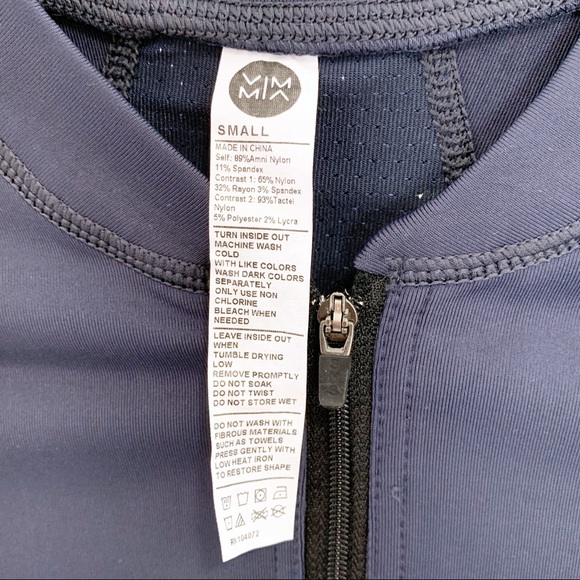 VIM
MIA
SMALL
MADE IN CHINA
Self: 89%Amni Nylon
11% Spandex
Contrast 1: 65% Nylon
32% Rayon 3% Spandex
Contrast 2: 93%Tactel
Nylon
5% Polyester 2% Lycra
TURN INSIDE OUT
MACHINE WASH
COLD
WITH LIKE COLORS
WASH DARK COLORS
SEPARATELY
ONLY USE NON
CHLORINE
BLEACH WHEN
NEEDED
LEAVE INSIDE OUT
WHEN
TUMBLE DRYING
LOW
REMOVE PROMPTLY
DO NOT SOAK
DO NOT TWIST
DO NOT STORE WET
DO NOT WASH WITH
FIBROUS MATERIALS
SUCH AS TOWELS
PRESS GENTLY WITH
LOW HEAT IRON
TO RESTORE SHAPE